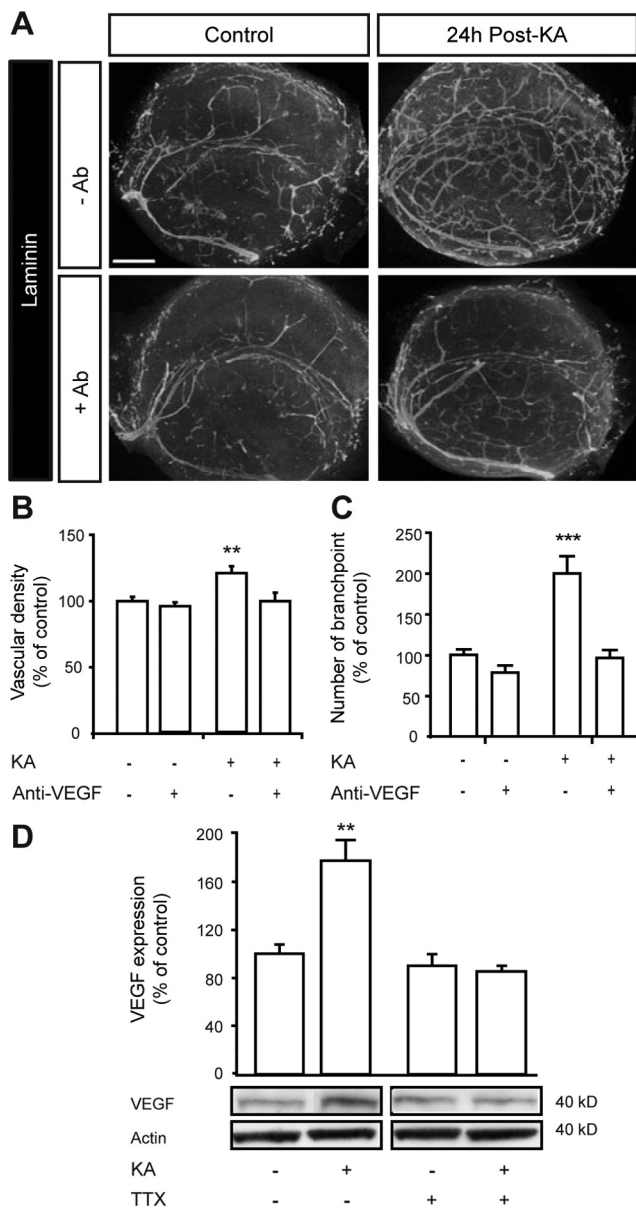 A
Control
24h Post-KA
Laminin
- Ab
+ Ab
B
Vascular density
(% of control)
150
100
50
0
**
KA - - + +
Anti-VEGF - + - +
C
Number of branchpoint
(% of control)
250
200
150
100
50
0
***
KA - - + +
Anti-VEGF - + - +
D
VEGF expression
(% of control)
200
160
120
80
40
0
**
VEGF 40 kD
Actin 40 kD
KA - + - +
TTX - - + +